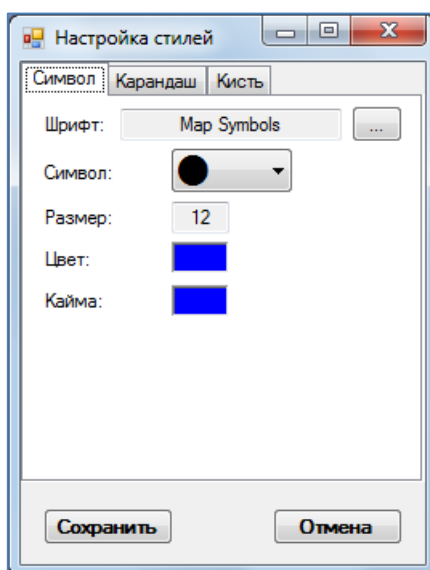 Настройка стилей
Символ Карандаш Кисть
Шрифт: Map Symbols ...
Символ:
Размер: 12
Цвет:
Кайма:
Сохранить Отмена